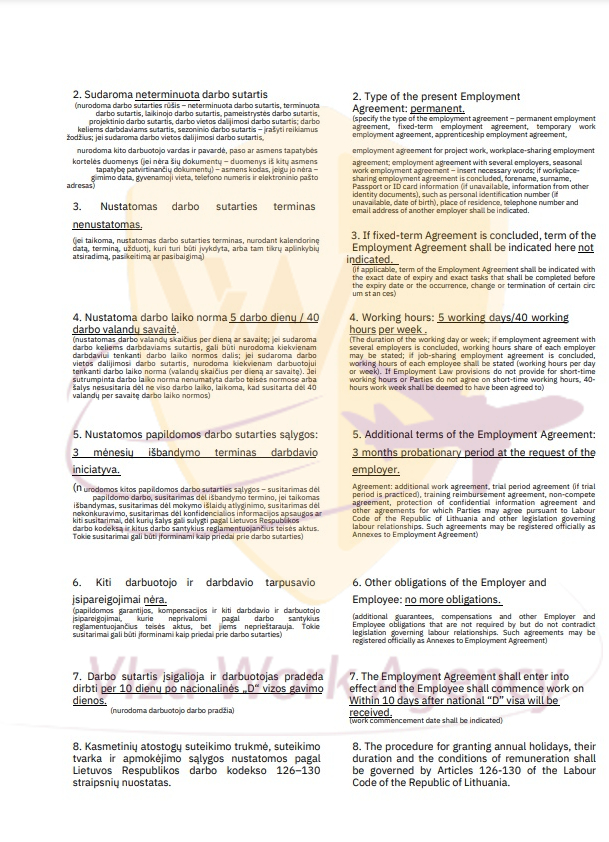 2. Sudaroma neterminuota darbo sutartis
(nurodoma darbo sutarties rūšis – neterminuota darbo sutartis, terminuota
darbo sutartis, laikinojo darbo sutartis, pameistrystės darbo sutartis,
projektinio darbo sutartis, darbo vietos dalijimosi darbo sutartis; darbo
keliems darbdaviams sutartis, sezoninio darbo sutartis – įrašyti reikiamus
žodžius; jei sudaroma darbo vietos dalijimosi darbo sutartis,
nurodoma kito darbuotojo vardas ir pavardė, paso ar asmens tapatybės
kortelės duomenys (jei nėra šių dokumentų – duomenys iš kitų asmens
tapatybę patvirtinančių dokumentų) – asmens kodas, jeigu jo nėra –
gimimo data, gyvenamoji vieta, telefono numeris ir elektroninio pašto
adresas)
3. Nustatomas darbo sutarties terminas
nenustatomas.
(jei taikoma, nustatomas darbo sutarties terminas, nurodant kalendorinę
datą, terminą, užduotį, kuri turi būti įvykdyta, arba tam tikrų aplinkybių
atsiradimą, pasikeitimą ar pasibaigimą)
4. Nustatoma darbo laiko norma 5 darbo dienų / 40
darbo valandų savaitė.
(nustatomas darbo valandų skaičius per dieną ar savaitę; jei sudaroma
darbo keliems darbdaviams sutartis, gali būti nurodoma kiekvienam
darbdaviui tenkanti darbo laiko normos dalis; jei sudaroma darbo
vietos dalijimosi darbo sutartis, nurodoma kiekvienam darbuotojui
tenkanti darbo laiko norma (valandų skaičius per dieną ar savaitę). Jei
sutrumpinta darbo laiko norma nenumatyta darbo teisės normose arba
šalys nesusitaria dėl ne viso darbo laiko, laikoma, kad susitarta dėl 40
valandų per savaitę darbo laiko normos)
5. Nustatomos papildomos darbo sutarties sąlygos:
3 mėnesių išbandymo terminas darbdavio
iniciatyva.
(n urodomos kitos papildomos darbo sutarties sąlygos – susitarimas dėl
papildomo darbo, susitarimas dėl išbandymo termino, jei taikomas
išbandymas, susitarimas dėl mokymo išlaidų atlyginimo, susitarimas dėl
nekonkuravimo, susitarimas dėl konfidencialios informacijos apsaugos ar
kiti susitarimai, dėl kurių šalys gali sulygti pagal Lietuvos Respublikos
darbo kodeksą ir kitus darbo santykius reglamentuojančius teisės aktus.
Tokie susitarimai gali būti įforminami kaip priedai prie darbo sutarties)
6. Kiti darbuotojo ir darbdavio tarpusavio
įsipareigojimai nėra.
(papildomos garantijos, kompensacijos ir kiti darbdavio ir darbuotojo
įsipareigojimai, kurie neprivalomi pagal darbo santykius
reglamentuojančius teisės aktus, bet jiems neprieštarauja. Tokie
susitarimai gali būti įforminami kaip priedai prie darbo sutarties)
7. Darbo sutartis įsigalioja ir darbuotojas pradeda
dirbti per 10 dienų po nacionalinės „D” vizos gavimo
dienos.
(nurodoma darbuotojo darbo pradžia)
8. Kasmetinių atostogų suteikimo trukmė, suteikimo
tvarka ir apmokėjimo sąlygos nustatomos pagal
Lietuvos Respublikos darbo kodekso 126–130
straipsnių nuostatas.
2. Type of the present Employment
Agreement: permanent.
(specify the type of the employment agreement – permanent employment
agreement, fixed-term employment agreement, temporary work
employment agreement, apprenticeship employment agreement,
employment agreement for project work, workplace-sharing employment
agreement; employment agreement with several employers, seasonal
work employment agreement – insert necessary words; if workplace-
sharing employment agreement is concluded, forename, surname,
Passport or ID card information (if unavailable, information from other
identity documents), such as personal identification number (if
unavailable, date of birth), place of residence, telephone number and
email address of another employer shall be indicated.
3. If fixed-term Agreement is concluded, term of the
Employment Agreement shall be indicated here not
indicated.
(if applicable, term of the Employment Agreement shall be indicated with
the exact date of expiry and exact tasks that shall be completed before
the expiry date or the occurrence, change or termination of certain circ
um st an ces)
4. Working hours: 5 working days/40 working
hours per week .
(The duration of the working day or week; if employment agreement with
several employers is concluded, working hours share of each employer
may be stated; if job-sharing employment agreement is concluded,
working hours of each employee shall be stated (working hours per day
or week). If Employment Law provisions do not provide for short-time
working hours or Parties do not agree on short-time working hours, 40-
hours work week shall be deemed to have been agreed to)
5. Additional terms of the Employment Agreement:
3 months probationary period at the request of the
employer.
Agreement: additional work agreement, trial period agreement (if trial
period is practiced), training reimbursement agreement, non-compete
agreement, protection of confidential information agreement and
other agreements for which Parties may agree pursuant to Labour
Code of the Republic of Lithuania and other legislation governing
labour relationships. Such agreements may be registered officially as
Annexes to Employment Agreement)
6. Other obligations of the Employer and
Employee: no more obligations.
(additional guarantees, compensations and other Employer and
Employee obligations that are not required by but do not contradict
legislation governing labour relationships. Such agreements may be
registered officially as Annexes to Employment Agreement)
7. The Employment Agreement shall enter into
effect and the Employee shall commence work on
Within 10 days after national “D” visa will be
received.
(work commencement date shall be indicated)
8. The procedure for granting annual holidays, their
duration and the conditions of remuneration shall
be governed by Articles 126-130 of the Labour
Code of the Republic of Lithuania.
Viza Work Agency